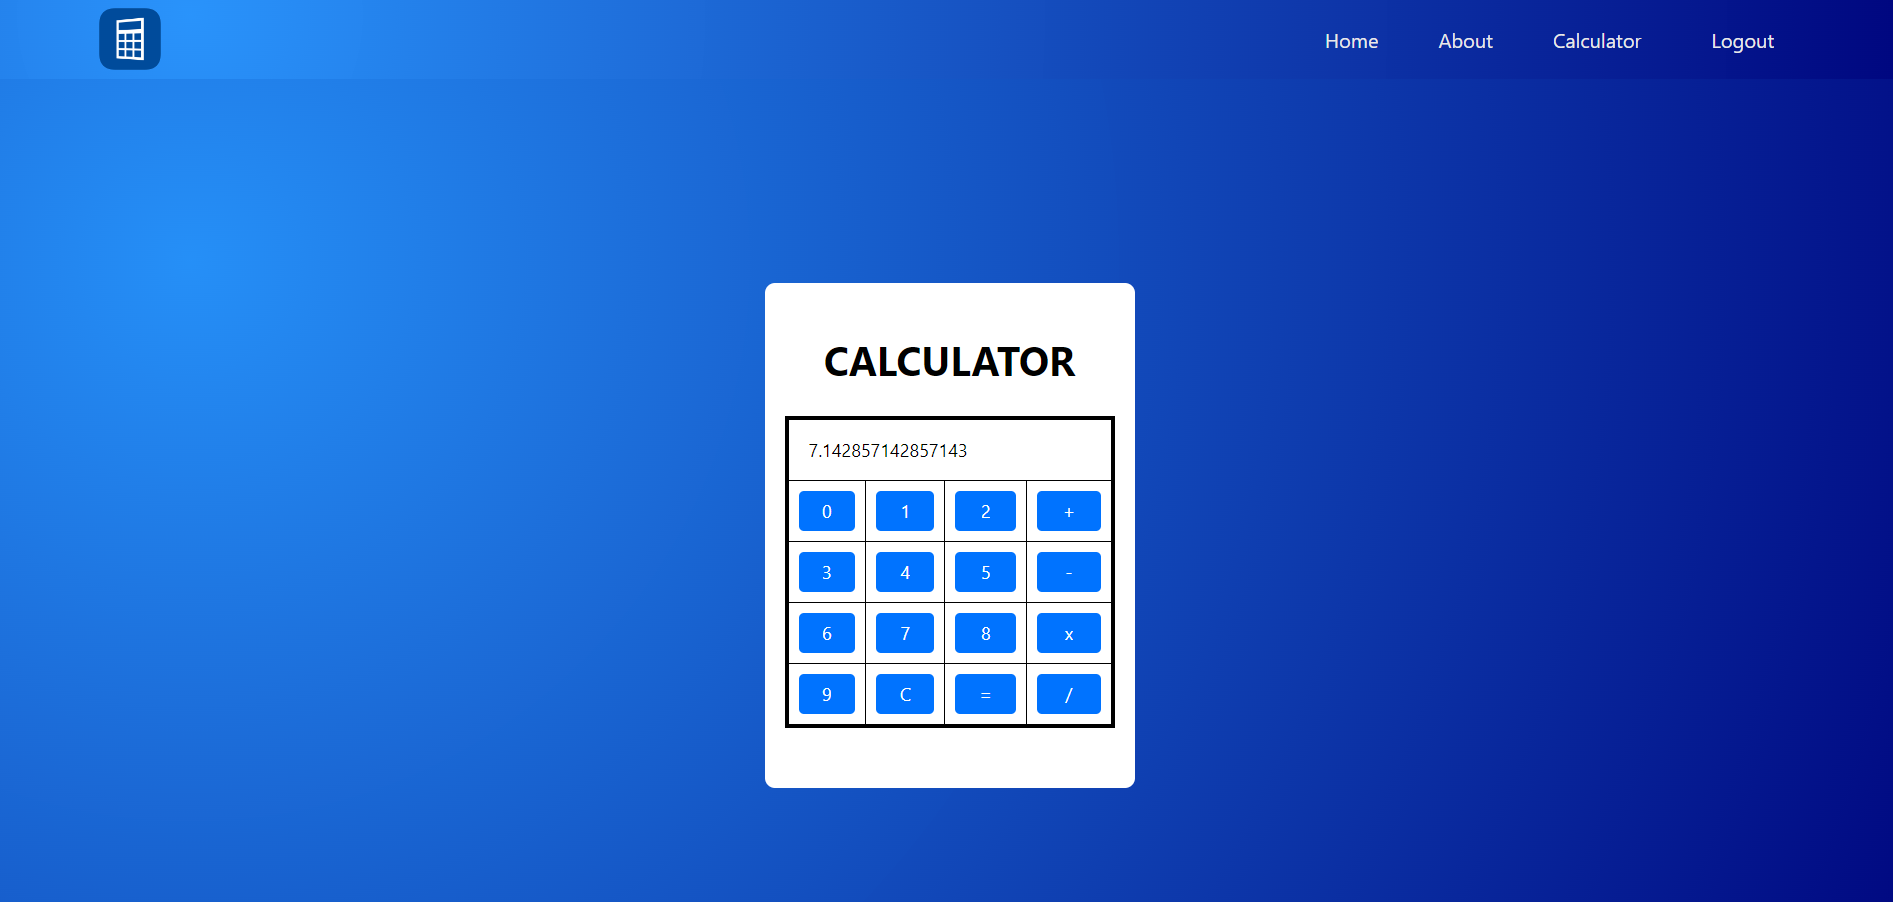 Home About Calculator Logout
CALCULATOR
7.142857142857143
0 1 2 +
3 4 5 -
6 7 8 x
9 C = /